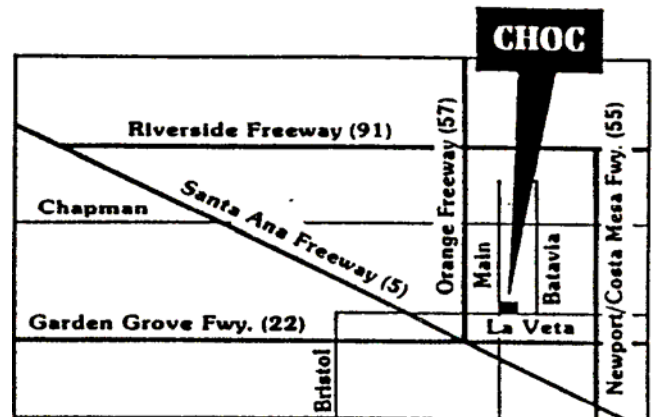 CHOC
Riverside Freeway (91)
Orange Freeway (57)
Newport/Costa Mesa Fwy. (55)
Santa Ana Freeway (5)
Chapman
Main
Batavia
Garden Grove Fwy. (22)
La Veta
Bristol